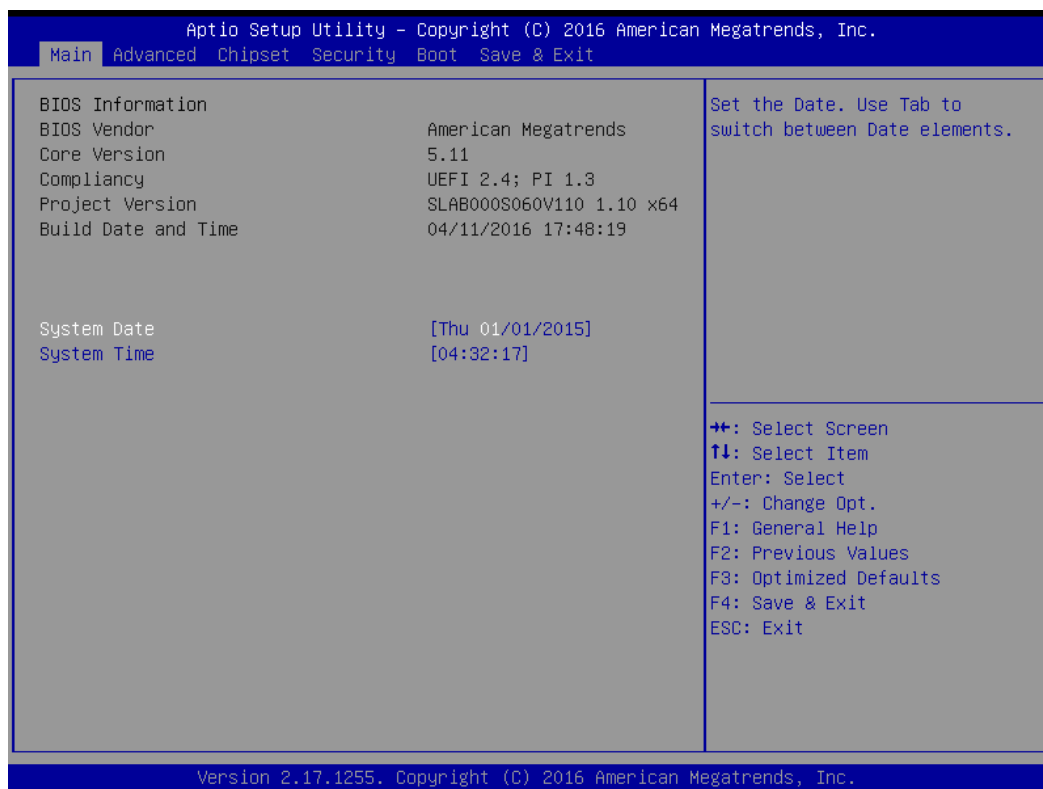 Aptio Setup Utility – Copyright (C) 2016 American Megatrends, Inc.
Main Advanced Chipset Security Boot Save & Exit
BIOS Information
BIOS Vendor American Megatrends
Core Version 5.11
Compliancy UEFI 2.4; PI 1.3
Project Version SLAB000S060V110 1.10 x64
Build Date and Time 04/11/2016 17:48:19
System Date [Thu 01/01/2015]
System Time [04:32:17]
Set the Date. Use Tab to
switch between Date elements.
→←: Select Screen
↑↓: Select Item
Enter: Select
+/-: Change Opt.
F1: General Help
F2: Previous Values
F3: Optimized Defaults
F4: Save & Exit
ESC: Exit
Version 2.17.1255. Copyright (C) 2016 American Megatrends, Inc.